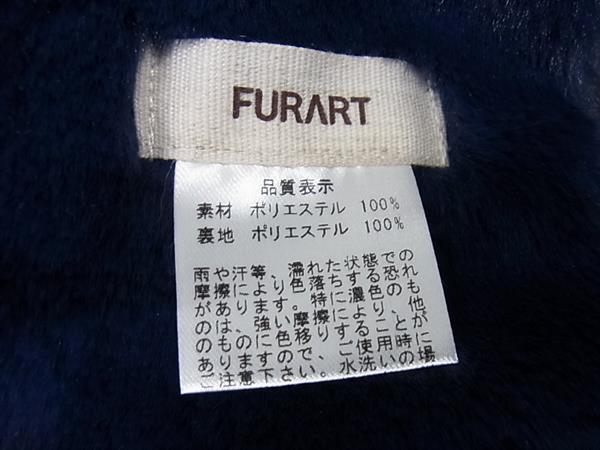 FURART
品質表示
素材 ポリエステル 100%
裏地 ポリエステル 100%
雨や汗等、濡れた状態での
摩擦により色落ちする恐れ
があります。特に濃色のも
のは、強い摩擦により、他
のものに色移りすることが
ありますので、ご使用の時
ご注意下さい。水洗いの場